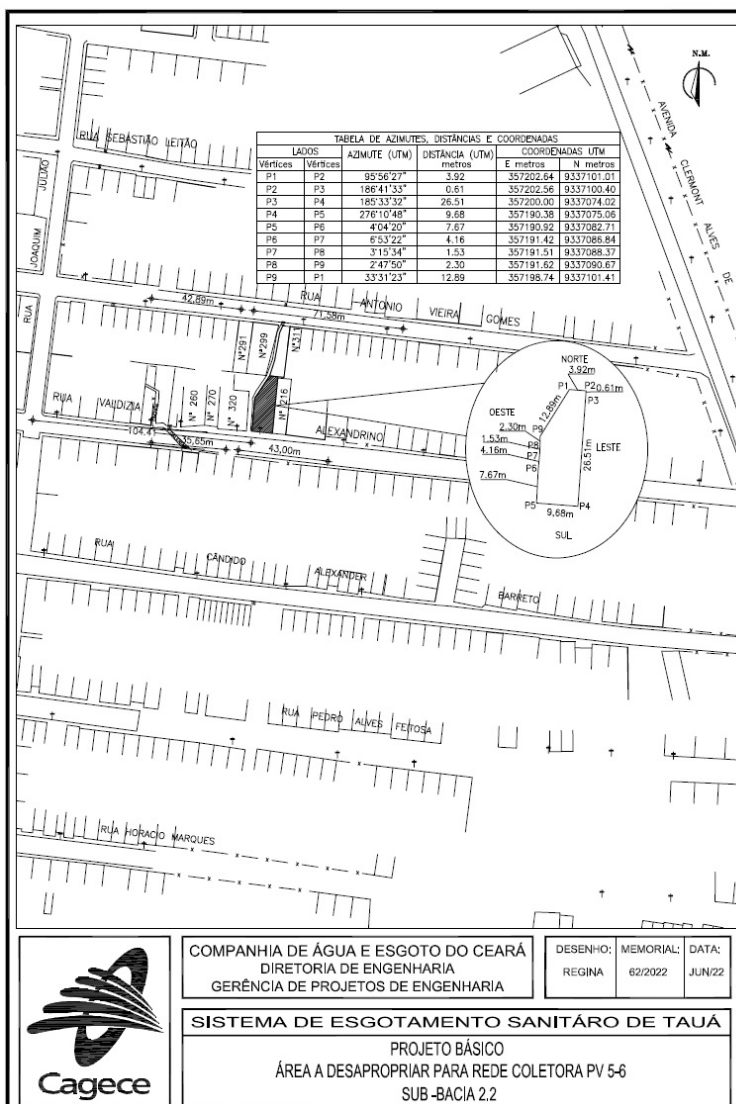 N.M.
AVENIDA CLERMONT ALVES DE
RUA SEBASTIÃO LEITÃO
RUA JOAQUIM JULIÃO
TABELA DE AZIMUTES, DISTÂNCIAS E COORDENADAS
LADOS AZIMUTE (UTM) DISTÂNCIA (UTM) COORDENADAS UTM
Vértices Vértices metros E metros N metros
P1 P2 95°56'27" 3.92 357202.64 9337101.01
P2 P3 186°41'33" 0.61 357202.56 9337100.40
P3 P4 185°33'32" 26.51 357200.00 9337074.02
P4 P5 276°10'48" 9.68 357190.38 9337075.06
P5 P6 4°04'20" 7.67 357190.92 9337082.71
P6 P7 6°53'22" 4.16 357191.42 9337086.84
P7 P8 3°15'34" 1.53 357191.51 9337088.37
P8 P9 2°47'50" 2.30 357191.62 9337090.67
P9 P1 33°31'23" 12.89 357198.74 9337101.41
RUA ANTONIO VIEIRA GOMES
42,89m
71,58m
N°291
N°299
N°311
N° 260
N° 270
N° 320
N° 216
RUA VALDIZIA ALEXANDRINO
104.41
35,65m
43,00m
NORTE
3.92m
P1 P2 0.61m
P3
12,89m
OESTE
2.30m P9
1.53m P8
4.16m P7
P6
LESTE
26,51m
7.67m
P5 P4
9,68m
SUL
RUA CÂNDIDO ALEXANDER BARRETO
RUA PEDRO ALVES FEITOSA
RUA HORACIO MARQUES
Cagece
COMPANHIA DE ÁGUA E ESGOTO DO CEARÁ
DIRETORIA DE ENGENHARIA
GERÊNCIA DE PROJETOS DE ENGENHARIA
DESENHO: MEMORIAL: DATA:
REGINA 62/2022 JUN/22
SISTEMA DE ESGOTAMENTO SANITÁRO DE TAUÁ
PROJETO BÁSICO
ÁREA A DESAPROPRIAR PARA REDE COLETORA PV 5-6
SUB -BACIA 2.2